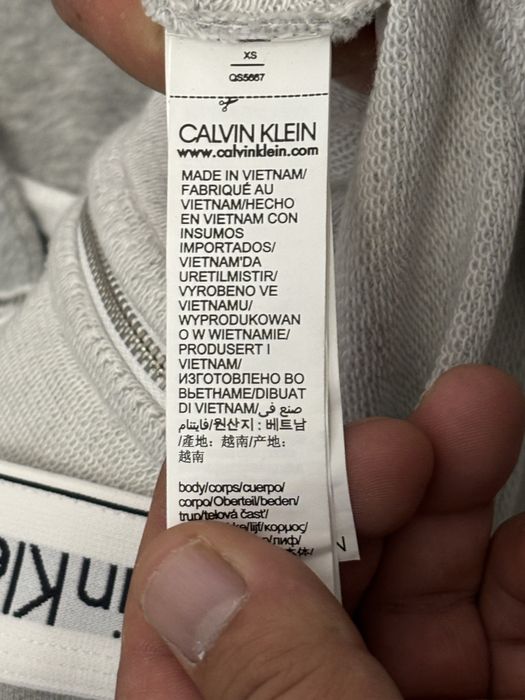 XS
QS5667
CALVIN KLEIN
www.calvinklein.com
MADE IN VIETNAM/
FABRIQUÉ AU
VIETNAM/HECHO
EN VIETNAM CON
INSUMOS
IMPORTADOS/
VIETNAM'DA
URETILMISTIR/
VYROBENO VE
VIETNAMU/
WYPRODUKOWAN
O W WIETNAMIE/
PRODUSERT I
VIETNAM/
ИЗГОТОВЛЕНО ВО
ВЬЕТНАМЕ/DIBUAT
DI VIETNAM/صنع في
فايتنام/원산지 : 베트남
/產地：越南/产地：
越南
body/corps/cuerpo/
corpo/Oberteil/beden/
trup/telová časť/
/lijf/κορμος/